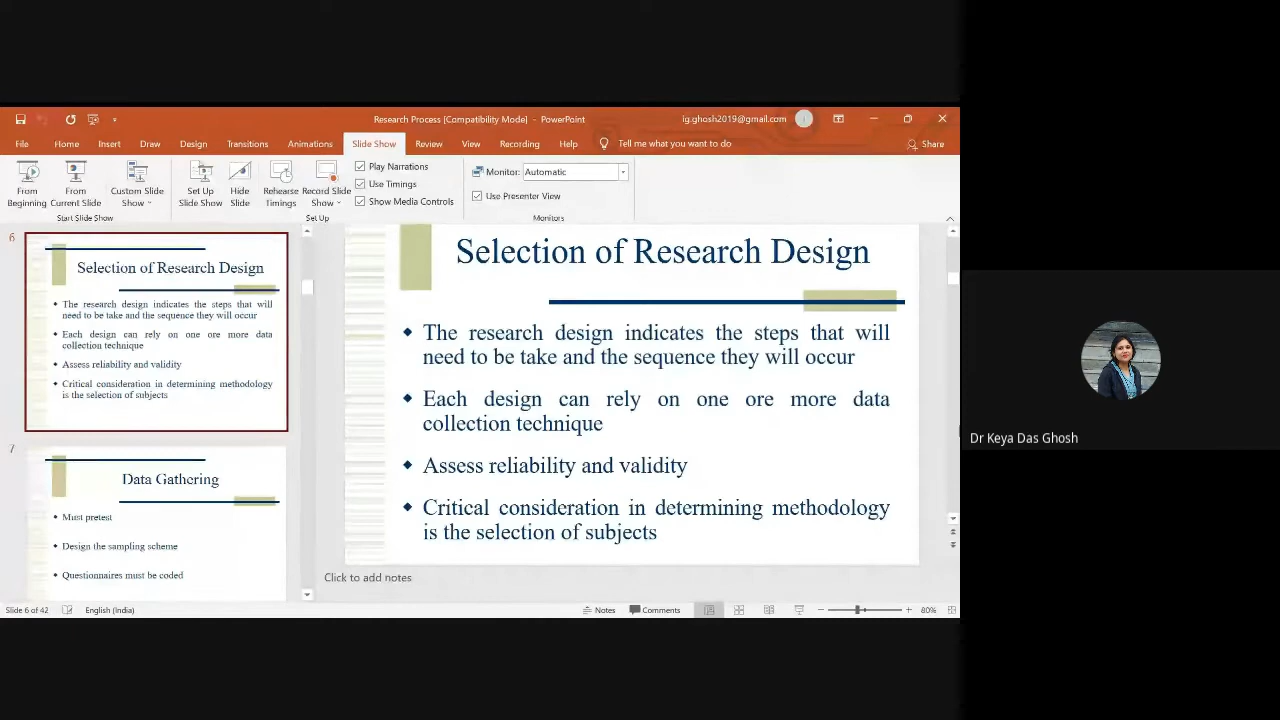 Research Process [Compatibility Mode] - PowerPoint
ig.ghosh2019@gmail.com
File Home Insert Draw Design Transitions Animations Slide Show Review View Recording Help Tell me what you want to do Share
From Beginning
From Current Slide
Custom Slide Show
Set Up Slide Show
Hide Slide
Rehearse Timings
Record Slide Show
Play Narrations
Use Timings
Show Media Controls
Monitor: Automatic
Use Presenter View
Start Slide Show
Set Up
Monitors
6
Selection of Research Design
The research design indicates the steps that will
need to be take and the sequence they will occur
Each design can rely on one ore more data
collection technique
Assess reliability and validity
Critical consideration in determining methodology
is the selection of subjects
7
Data Gathering
Must pretest
Design the sampling scheme
Questionnaires must be coded
Selection of Research Design
The research design indicates the steps that will
need to be take and the sequence they will occur
Each design can rely on one ore more data
collection technique
Assess reliability and validity
Critical consideration in determining methodology
is the selection of subjects
Click to add notes
Slide 6 of 42 English (India) Notes Comments 80%
Dr Keya Das Ghosh